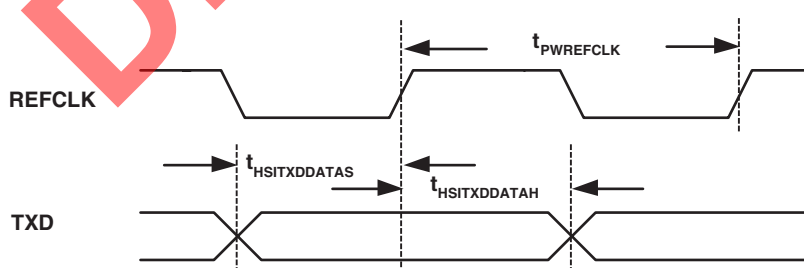 D
tPWREFCLK
REFCLK
tHSITXDDATAS
tHSITXDDATAH
TXD